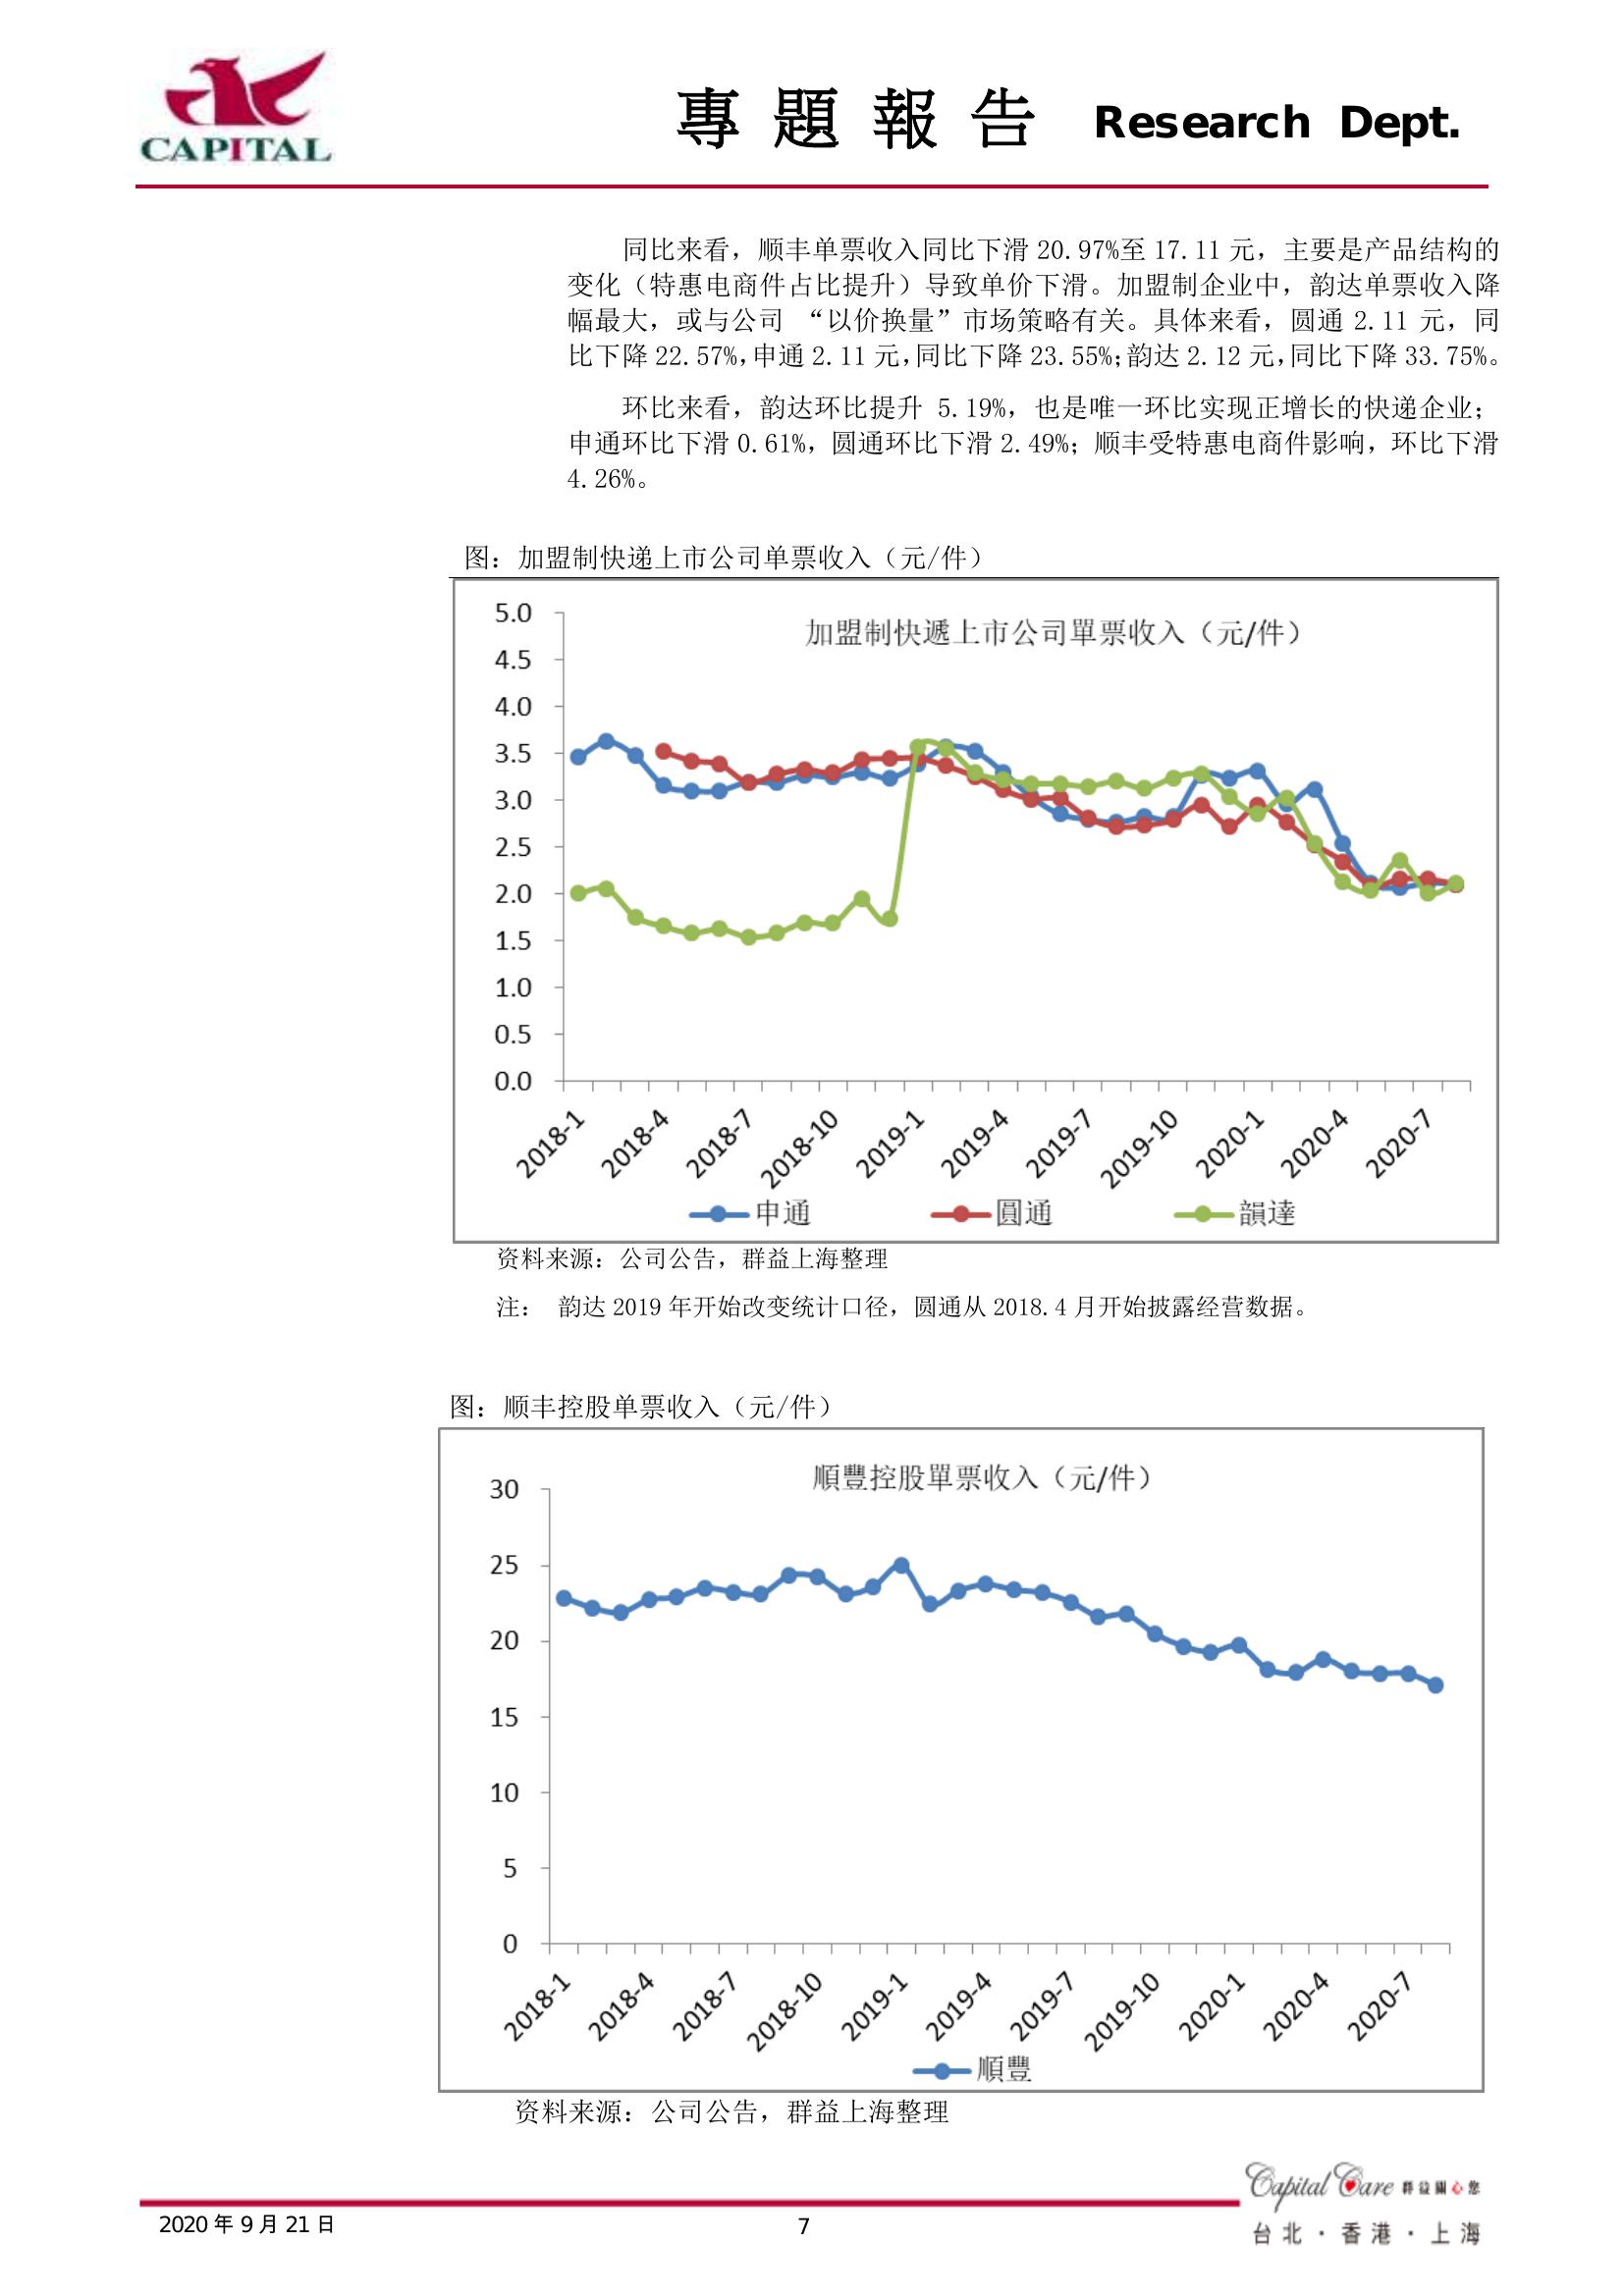 CAPITAL
專題報告 Research Dept.
同比来看，顺丰单票收入同比下滑 20.97%至 17.11 元，主要是产品结构的
变化（特惠电商件占比提升）导致单价下滑。加盟制企业中，韵达单票收入降
幅最大，或与公司 “以价换量”市场策略有关。具体来看，圆通 2.11 元，同
比下降 22.57%,申通 2.11 元,同比下降 23.55%;韵达 2.12 元,同比下降 33.75%。
环比来看，韵达环比提升 5.19%，也是唯一环比实现正增长的快递企业；
申通环比下滑 0.61%，圆通环比下滑 2.49%；顺丰受特惠电商件影响，环比下滑
4.26%。
图：加盟制快递上市公司单票收入（元/件）
加盟制快遞上市公司單票收入（元/件）
5.0
4.5
4.0
3.5
3.0
2.5
2.0
1.5
1.0
0.5
0.0
2018-1
2018-4
2018-7
2018-10
2019-1
2019-4
2019-7
2019-10
2020-1
2020-4
2020-7
申通
圓通
韻達
资料来源：公司公告，群益上海整理
注： 韵达 2019 年开始改变统计口径，圆通从 2018.4 月开始披露经营数据。
图：顺丰控股单票收入（元/件）
順豐控股單票收入（元/件）
30
25
20
15
10
5
0
2018-1
2018-4
2018-7
2018-10
2019-1
2019-4
2019-7
2019-10
2020-1
2020-4
2020-7
順豐
资料来源：公司公告，群益上海整理
Capital Care 群益關心您
2020 年 9 月 21 日
7
台北・香港・上海